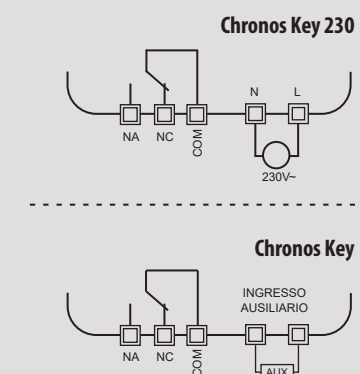 Chronos Key 230
N L
NA NC COM
230V~
Chronos Key
INGRESSO
AUSILIARIO
NA NC COM
AUX